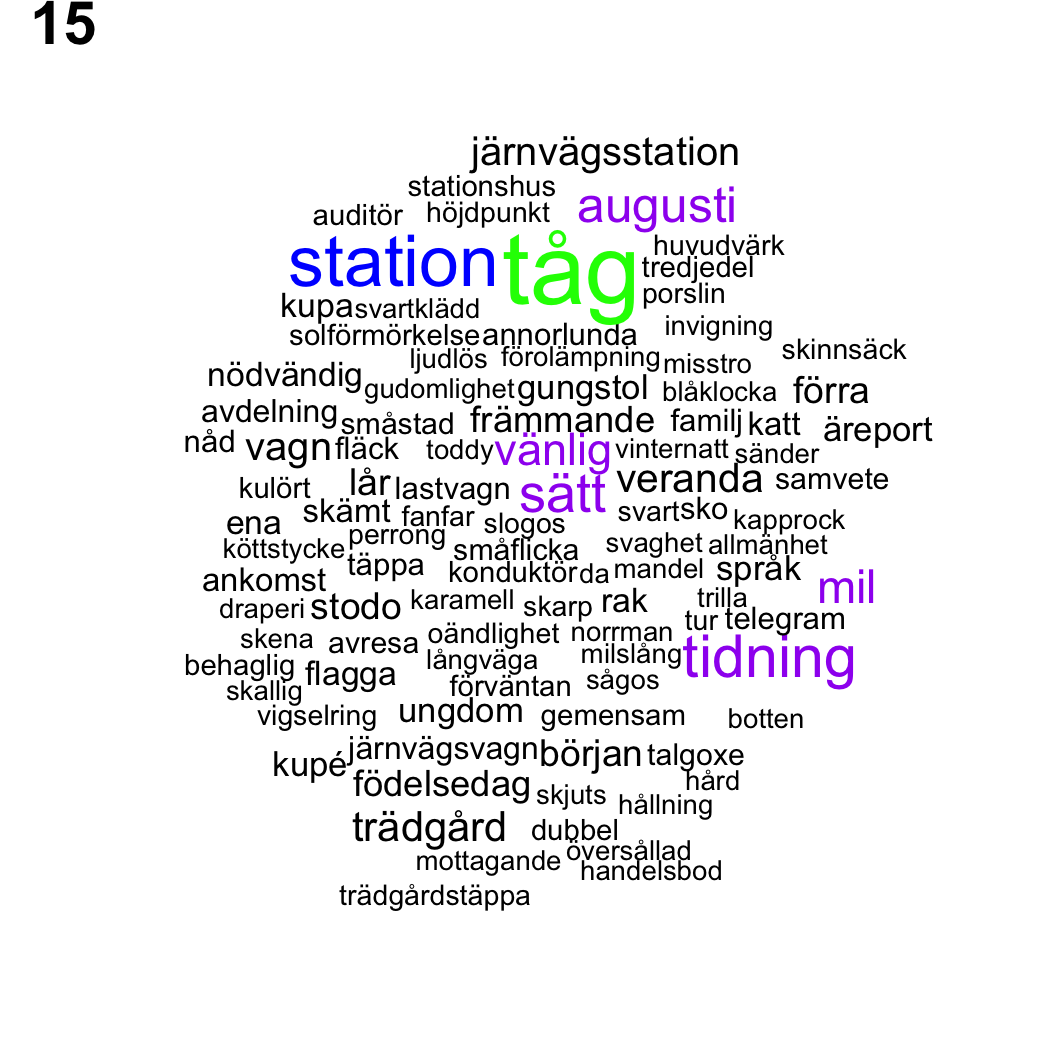 15
järnvägsstation
stationshus
augusti
auditör höjdpunkt
station tåg huvudvärk
tredjedel
kupa svartklädd porslin
solförmörkelse annorlunda invigning
ljudlös förolämpning misstro skinnsäck
nödvändig gudomlighet gungstol blåklocka förra
avdelning småstad främmande familj katt äreport
nåd vagn fläck toddy vänlig vinternatt sänder
kulört lår lastvagn sätt veranda samvete
ena skämt fanfar slogos svart sko kapprock
köttstycke perrong småflicka svaghet allmänhet
ankomst täppa konduktör da mandel språk mil
draperi stodo karamell skarp rak trilla
skena avresa oändlighet norrman tur telegram
behaglig flagga långväga milslång tidning
skallig förväntan sågos
vigselring ungdom gemensam botten
kupé järnvägsvagn början talgoxe
födelsedag skjuts hård
hållning
trädgård dubbel
mottagande översållad
handelsbod
trädgårdstäppa